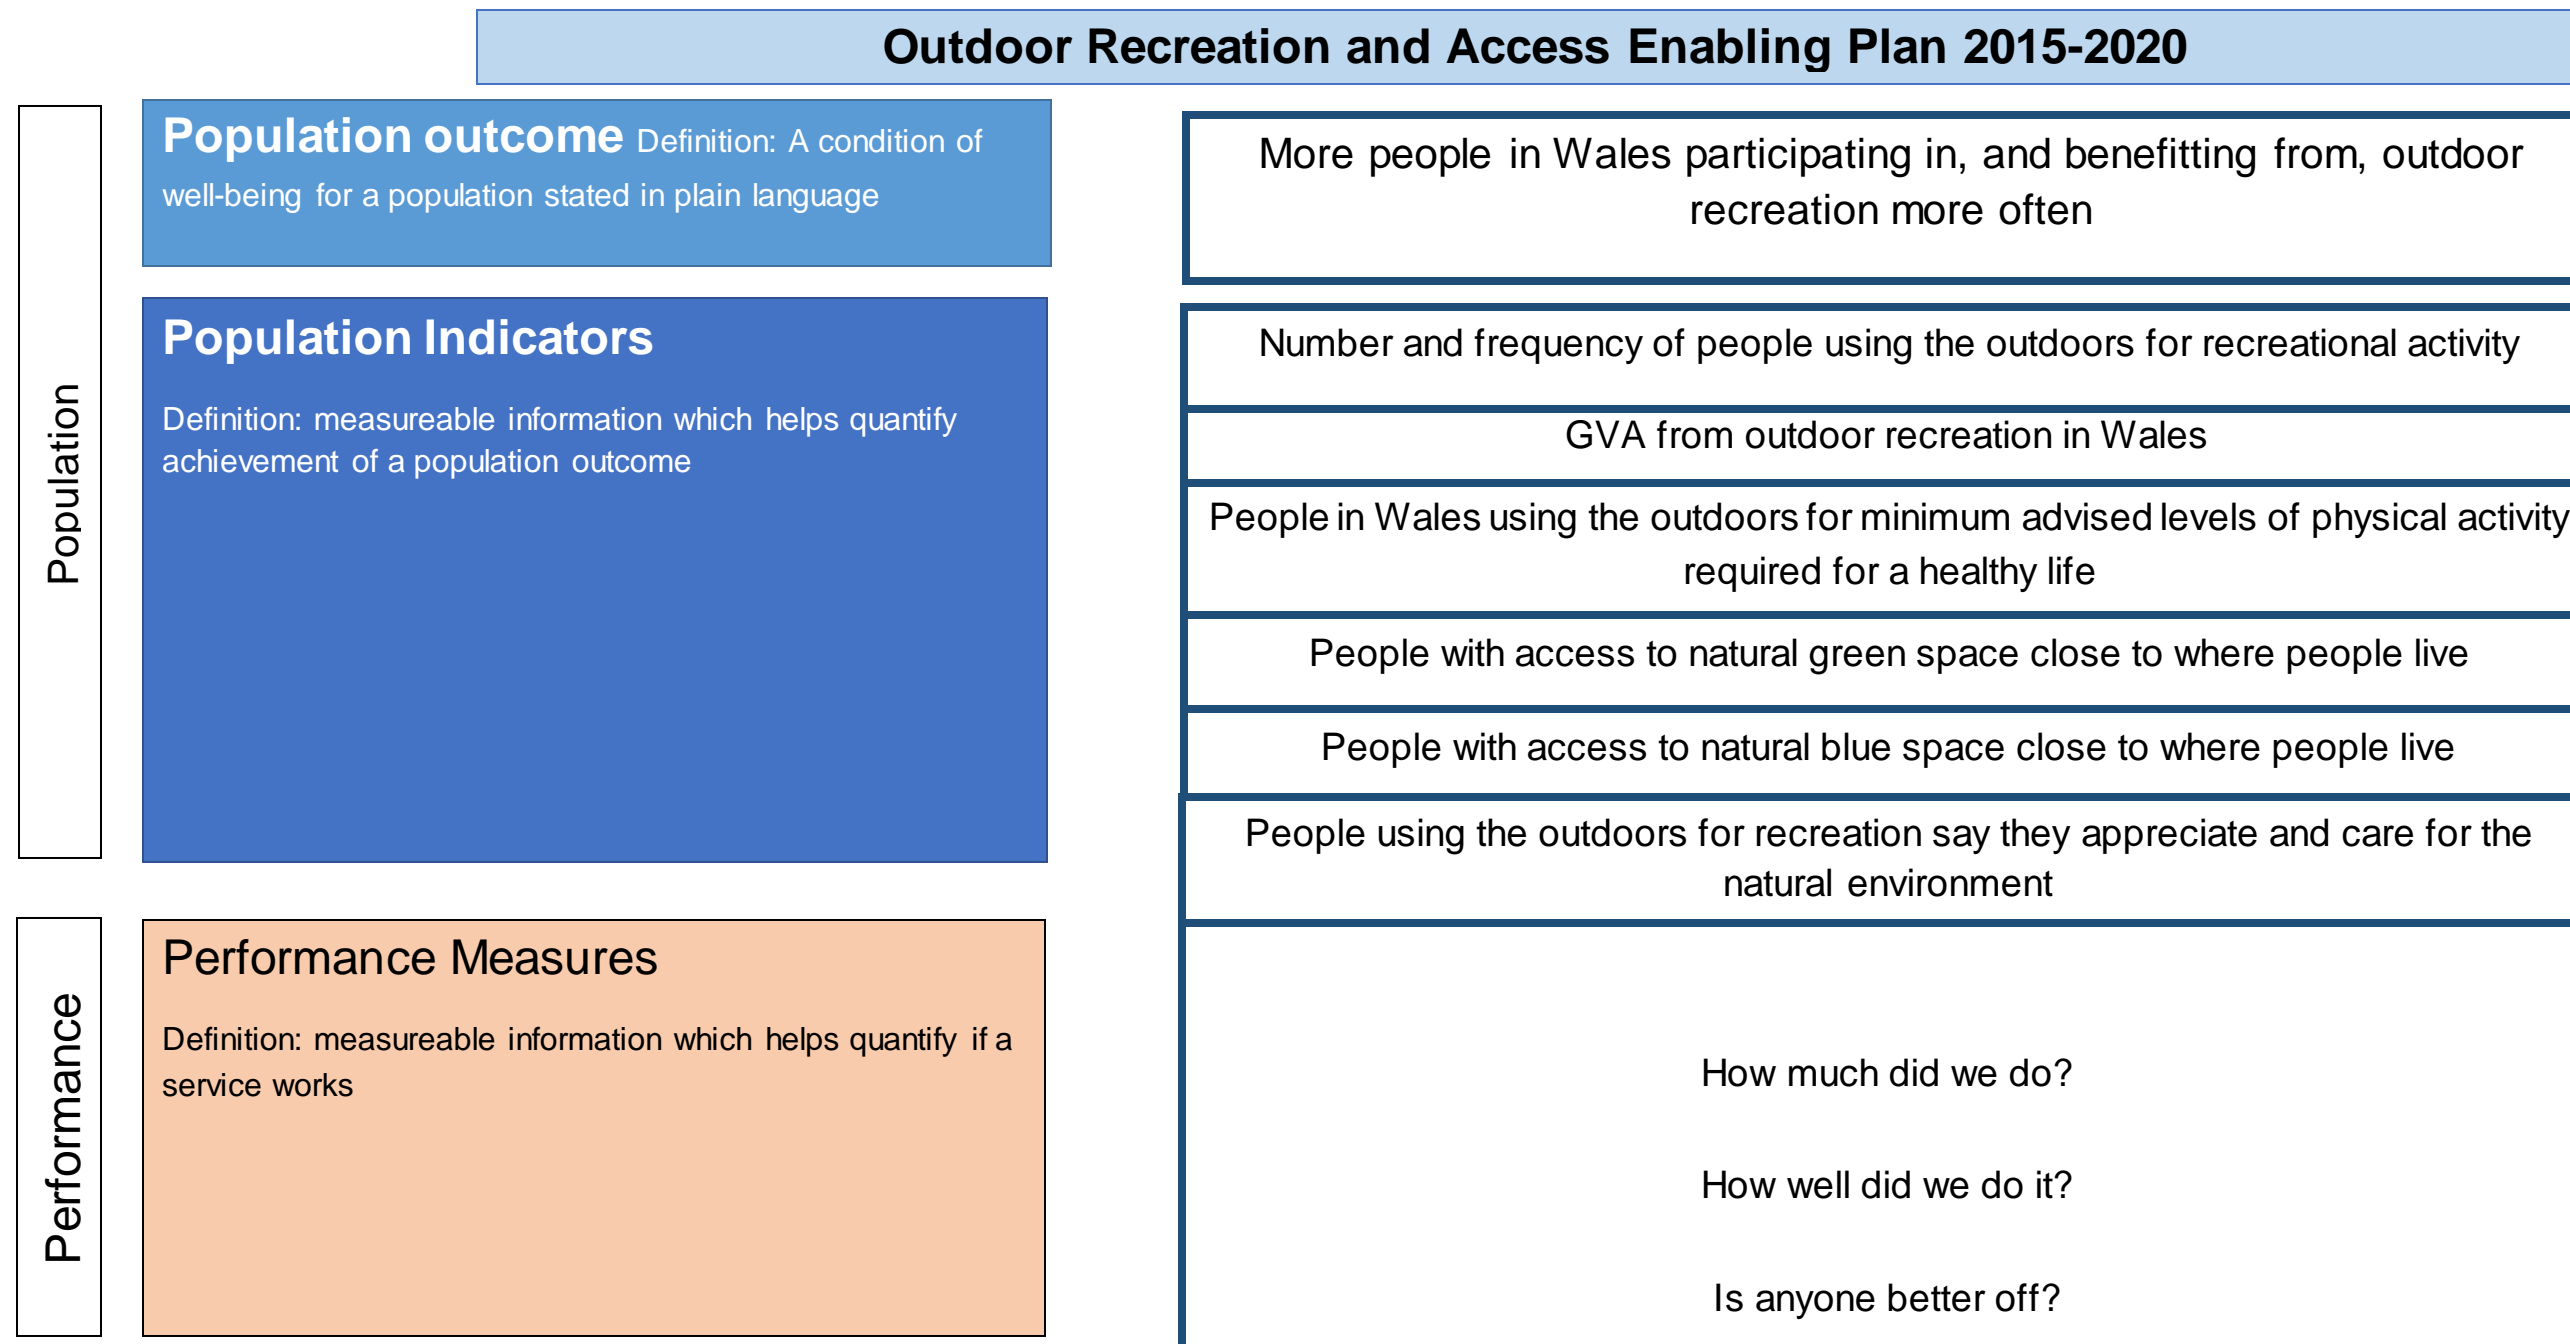 Outdoor Recreation and Access Enabling Plan 2015-2020
Population
Population outcome Definition: A condition of
well-being for a population stated in plain language
More people in Wales participating in, and benefitting from, outdoor
recreation more often
Population Indicators
Definition: measureable information which helps quantify
achievement of a population outcome
Number and frequency of people using the outdoors for recreational activity
GVA from outdoor recreation in Wales
People in Wales using the outdoors for minimum advised levels of physical activity
required for a healthy life
People with access to natural green space close to where people live
People with access to natural blue space close to where people live
People using the outdoors for recreation say they appreciate and care for the
natural environment
Performance
Performance Measures
Definition: measureable information which helps quantify if a
service works
How much did we do?
How well did we do it?
Is anyone better off?